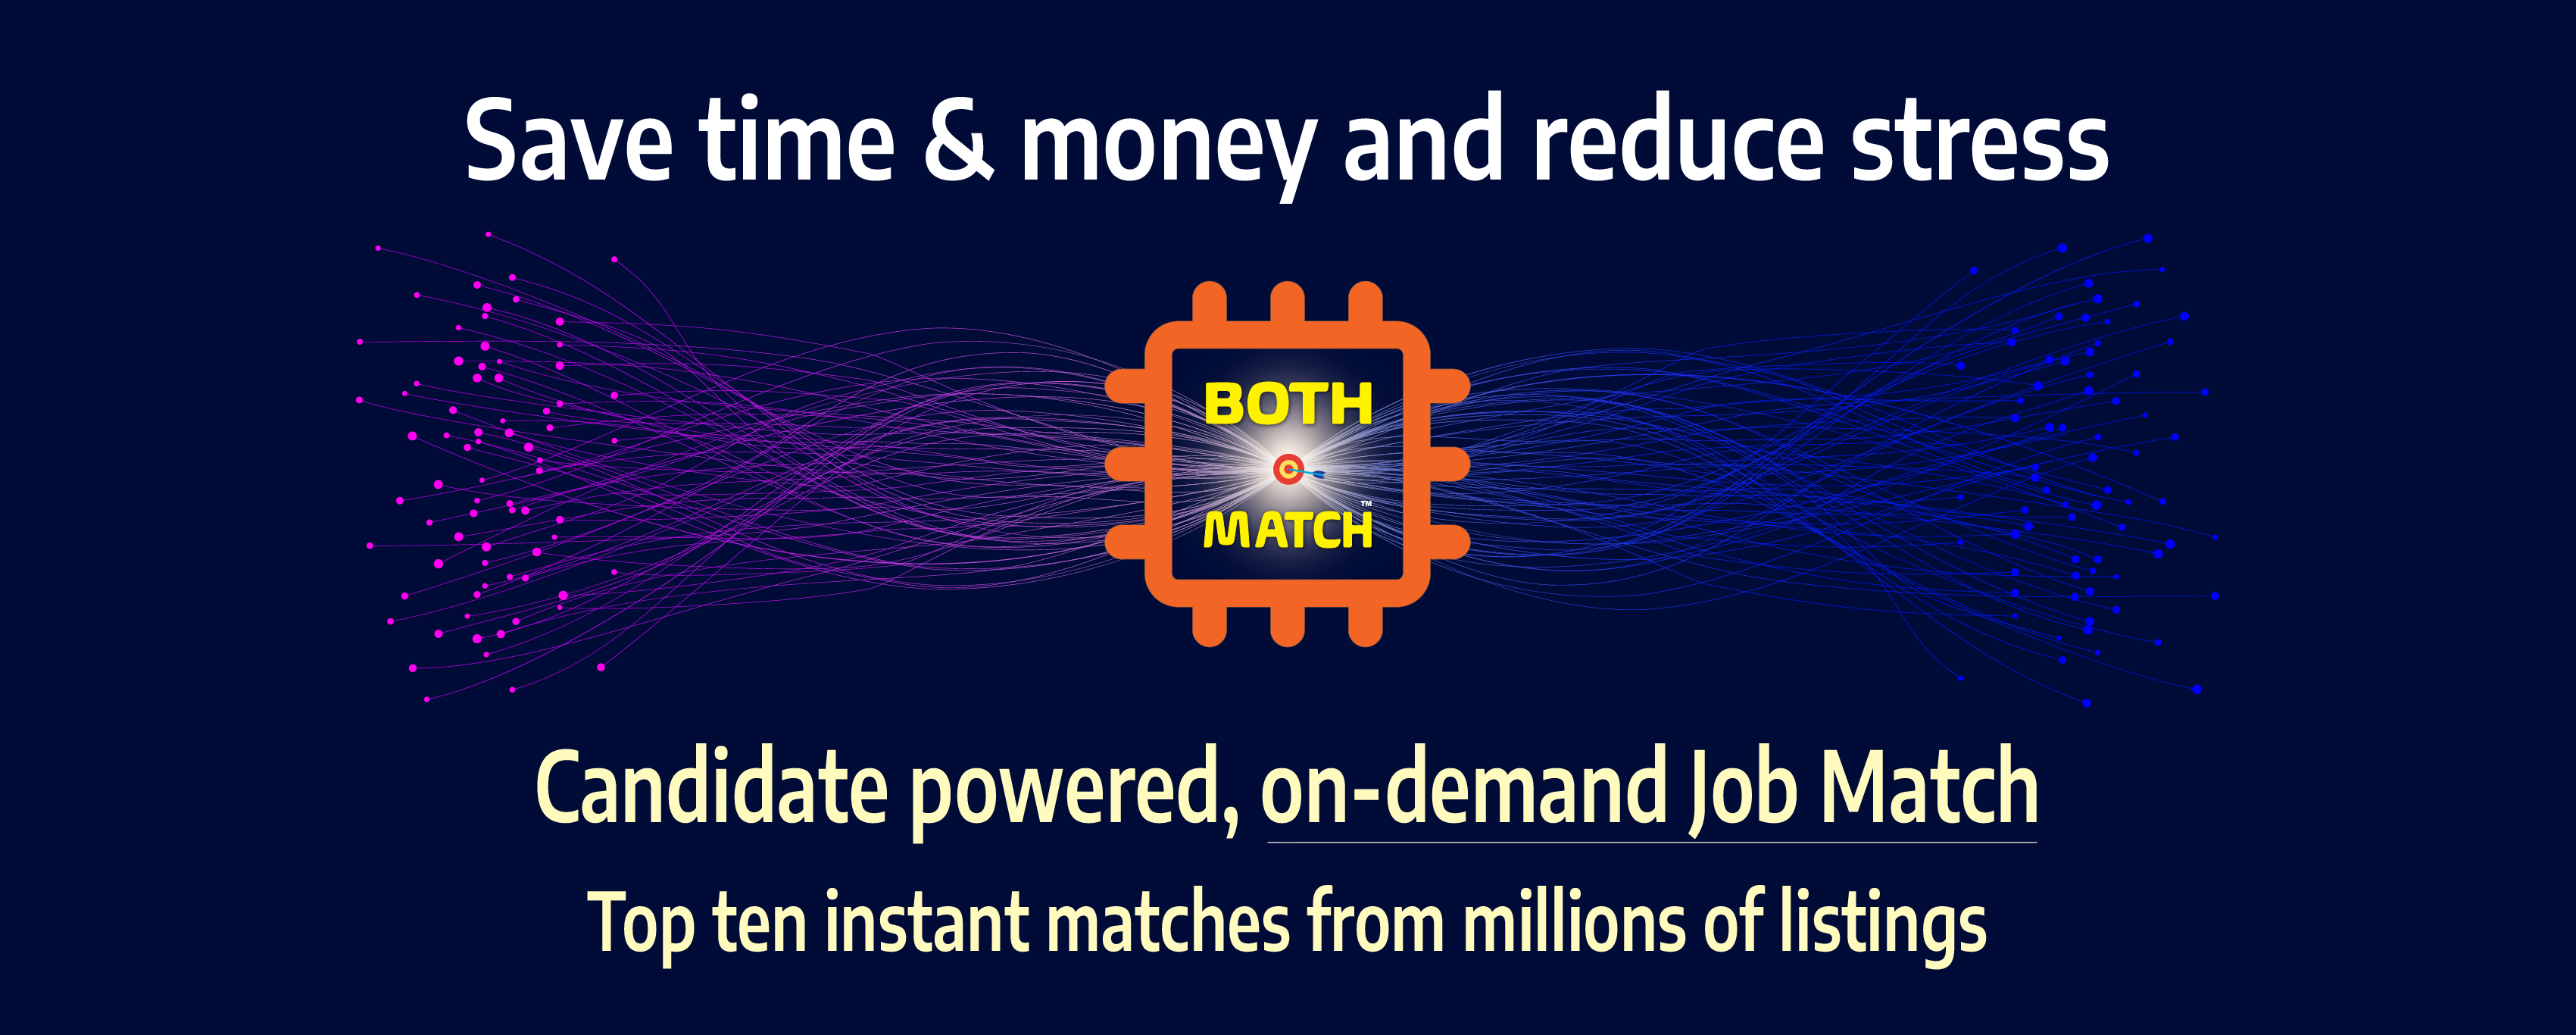 Save time & money and reduce stress
BOTH
MATCH™
Candidate powered, on-demand Job Match
Top ten instant matches from millions of listings